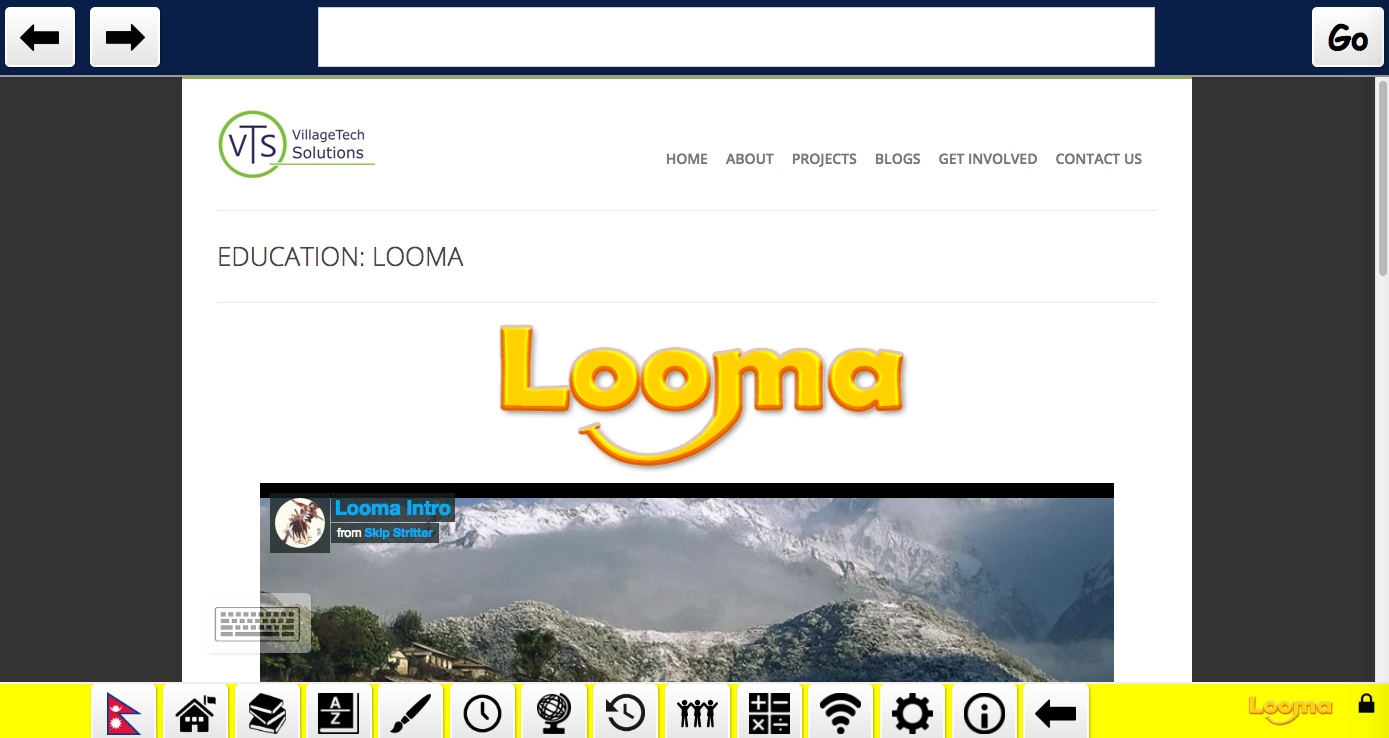 Go
VTS VillageTech
Solutions
HOME ABOUT PROJECTS BLOGS GET INVOLVED CONTACT US
EDUCATION: LOOMA
Looma
Looma Intro
from Skip Stritter
A
Z
Looma